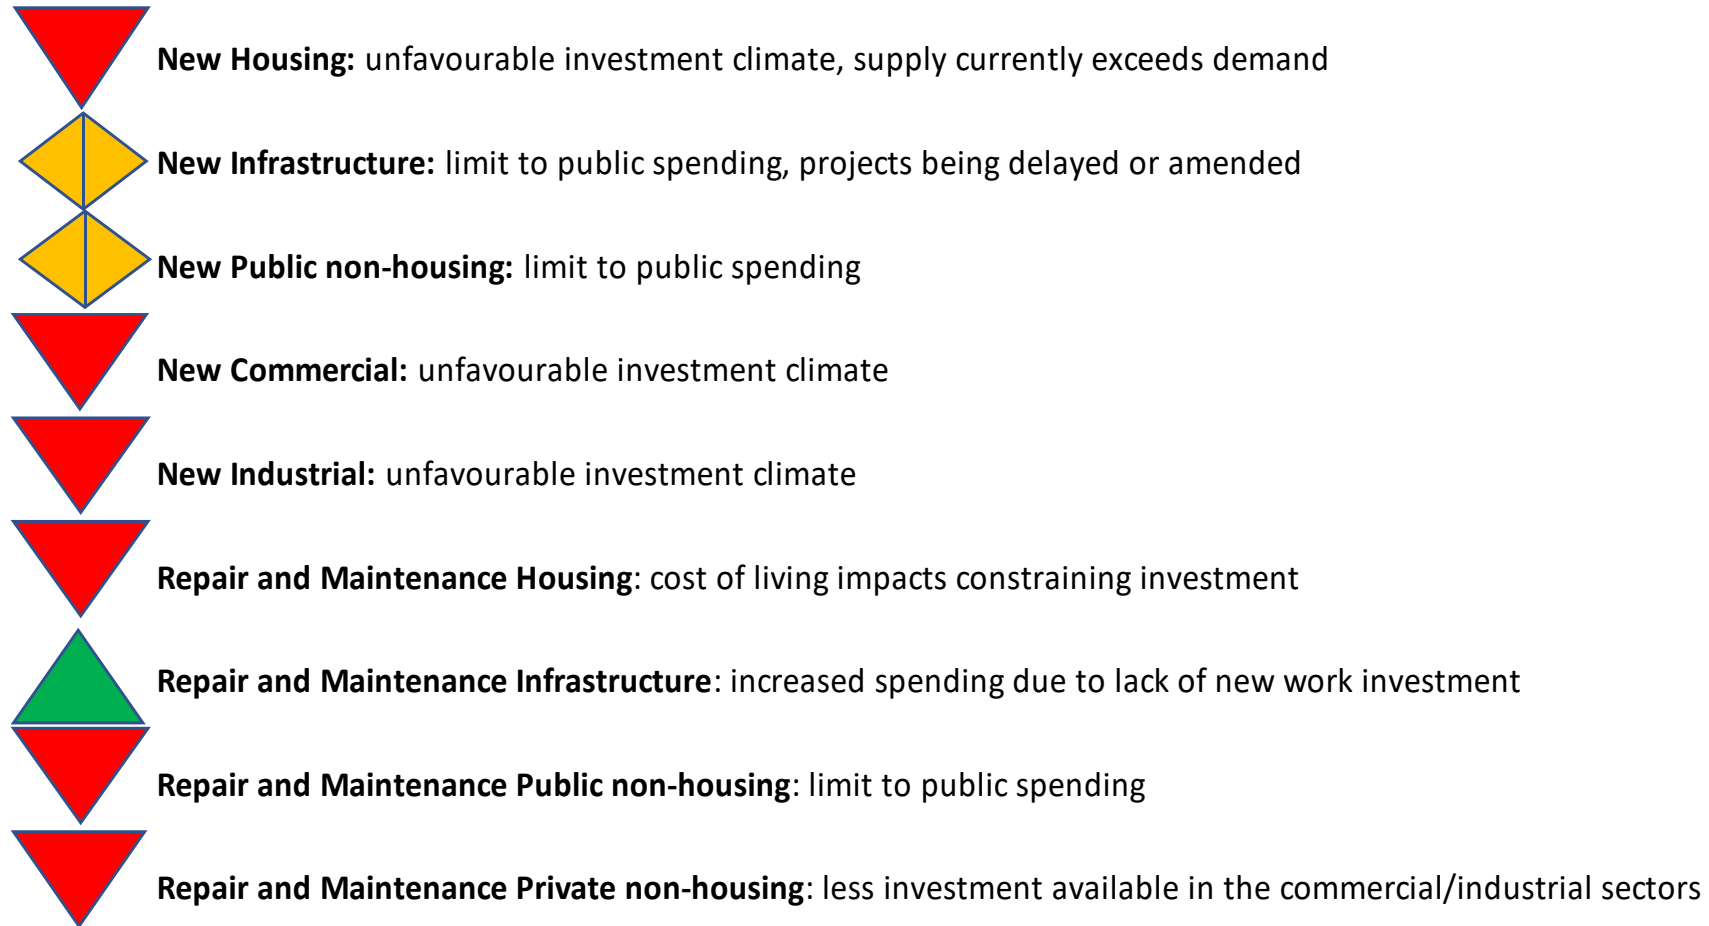 New Housing: unfavourable investment climate, supply currently exceeds demand
New Infrastructure: limit to public spending, projects being delayed or amended
New Public non-housing: limit to public spending
New Commercial: unfavourable investment climate
New Industrial: unfavourable investment climate
Repair and Maintenance Housing: cost of living impacts constraining investment
Repair and Maintenance Infrastructure: increased spending due to lack of new work investment
Repair and Maintenance Public non-housing: limit to public spending
Repair and Maintenance Private non-housing: less investment available in the commercial/industrial sectors